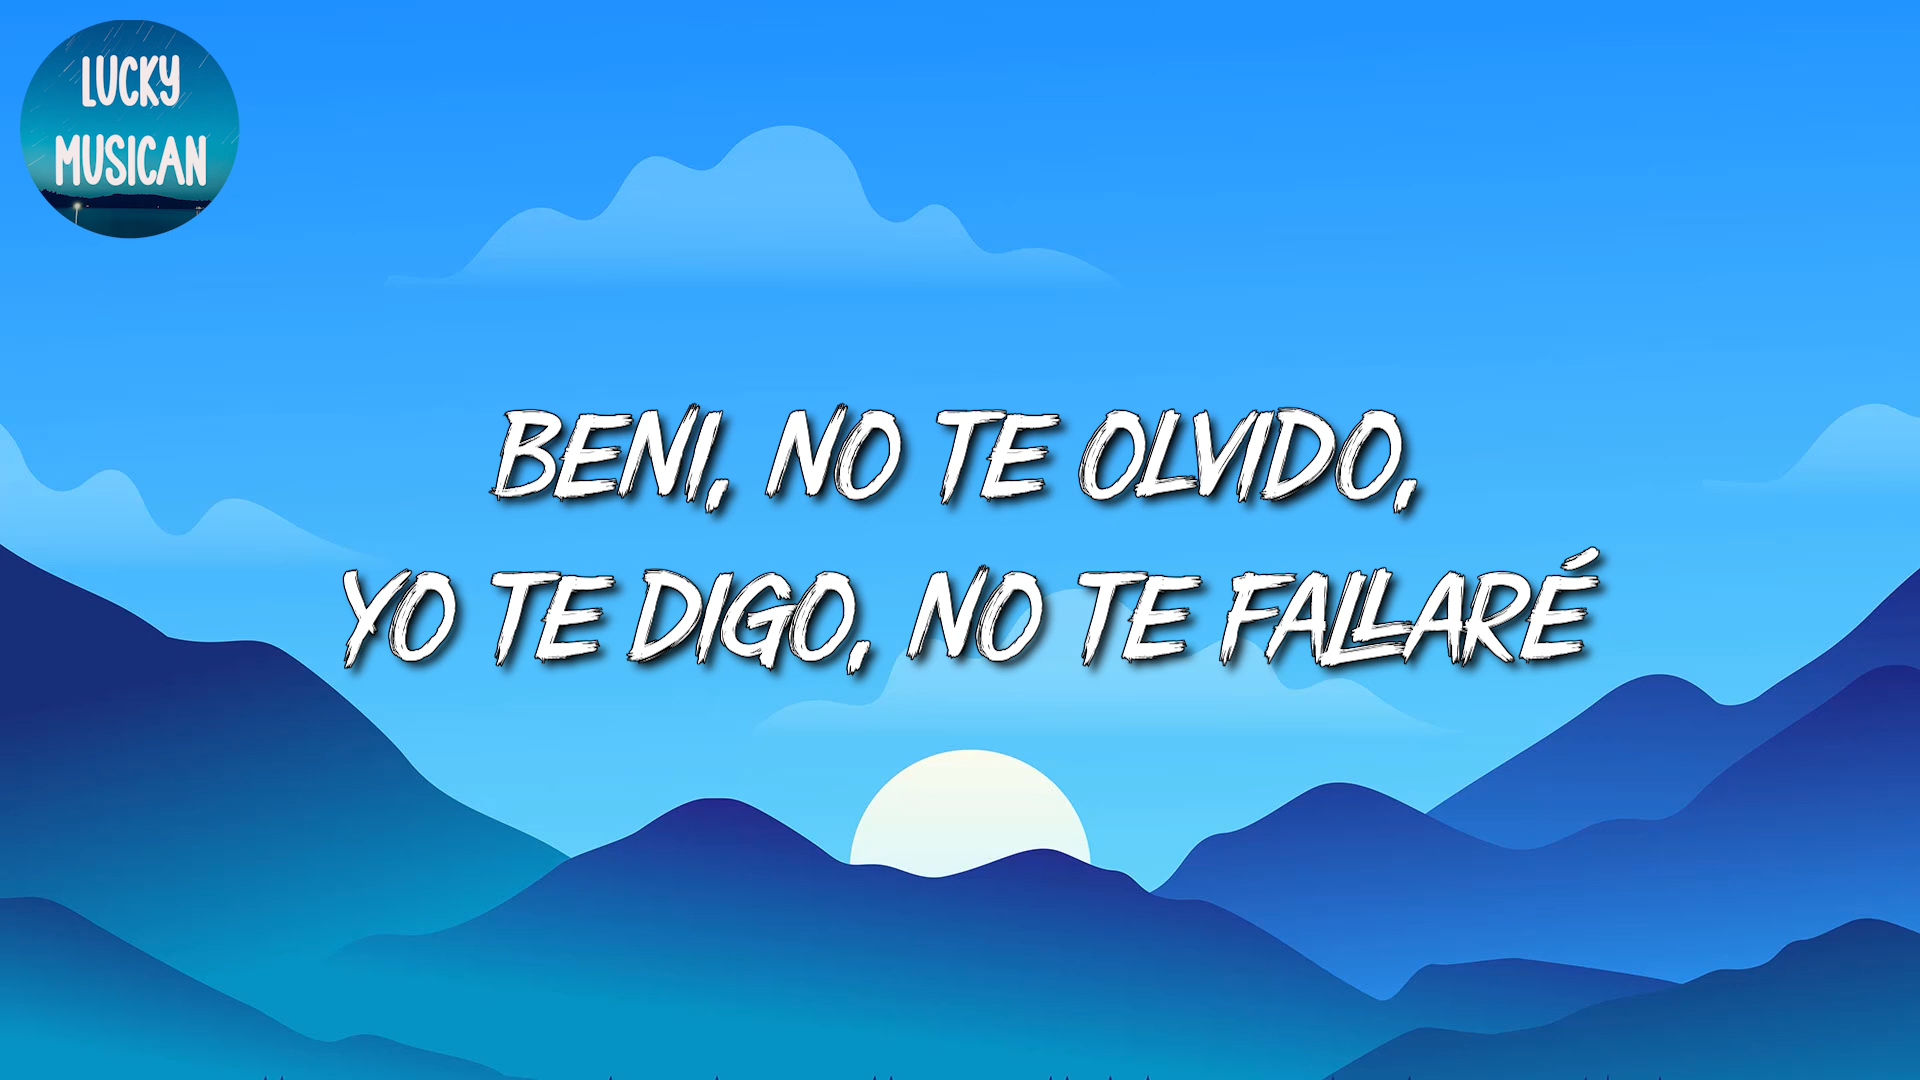 LUCKY
MUSICAN
BENI, NO TE OLVIDO,
YO TE DIGO, NO TE FALLARÉ